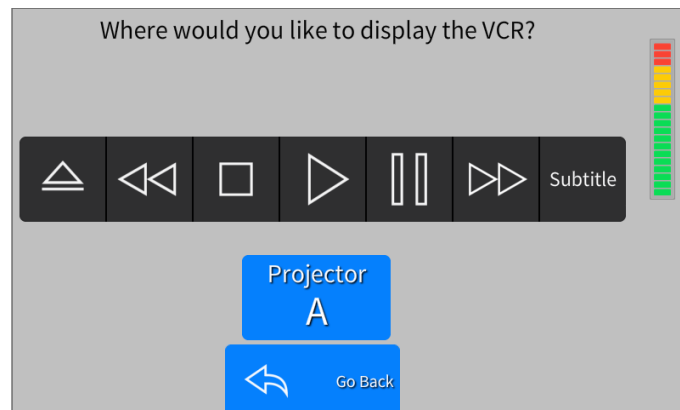 Where would you like to display the VCR?
Subtitle
Projector
A
Go Back